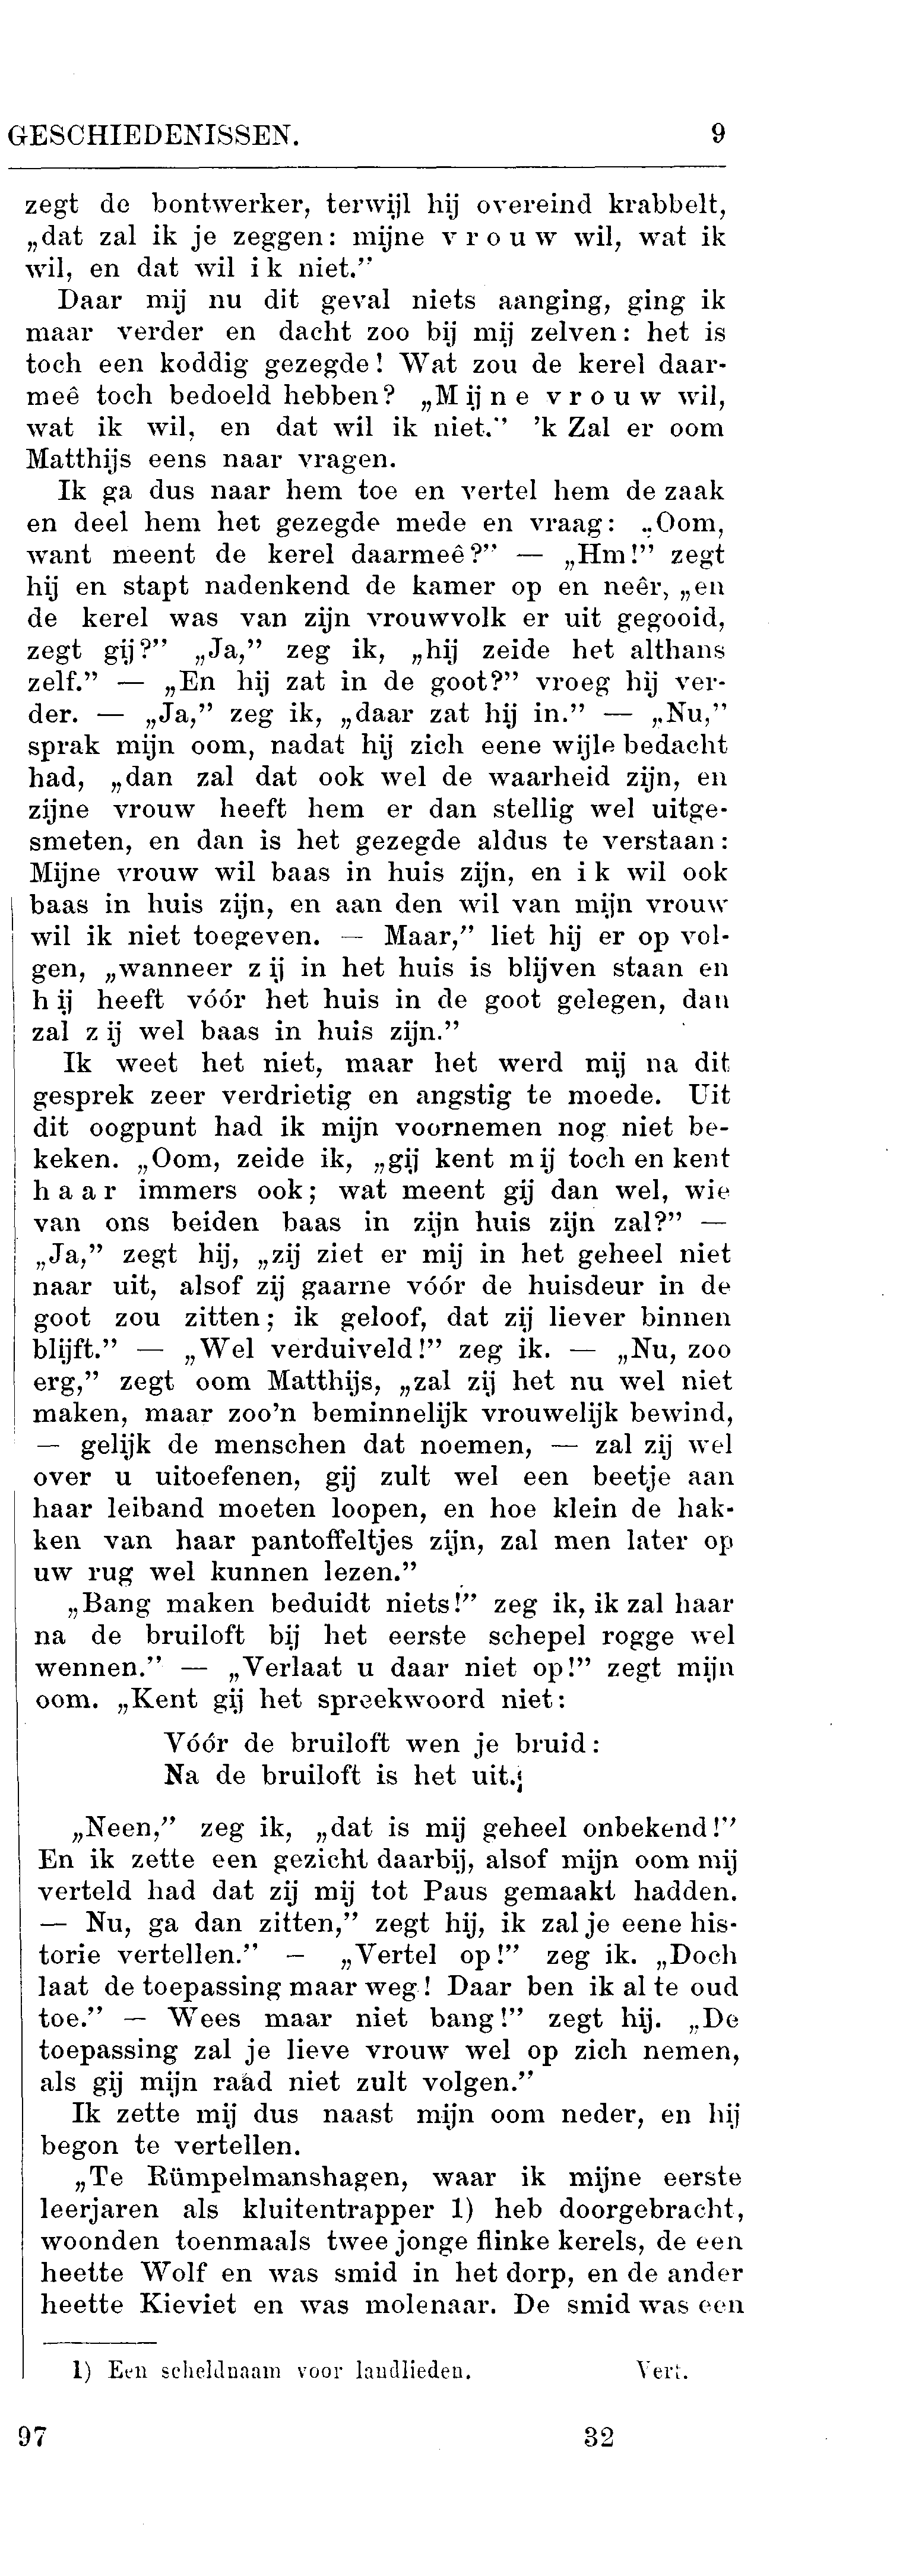 GESCHIEDENISSEN. 9
zegt de bontwerker, terwijl hij overeind krabbelt,
„dat zal ik je zeggen: mijne v r o u w wil, wat ik
wil, en dat wil i k niet.”
Daar mij nu dit geval niets aanging, ging ik
maar verder en dacht zoo bij mij zelven: het is
toch een koddig gezegde! Wat zou de kerel daar-
meê toch bedoeld hebben? „M ij n e v r o u w wil,
wat ik wil, en dat wil ik niet.” ’k Zal er oom
Matthijs eens naar vragen.
Ik ga dus naar hem toe en vertel hem de zaak
en deel hem het gezegde mede en vraag: „Oom,
want meent de kerel daarmeê?” — „Hm!” zegt
hij en stapt nadenkend de kamer op en neêr, „en
de kerel was van zijn vrouwvolk er uit gegooid,
zegt gij?” „Ja,” zeg ik, „hij zeide het althans
zelf.” — „En hij zat in de goot?” vroeg hij ver-
der. — „Ja,” zeg ik, „daar zat hij in.” — „Nu,”
sprak mijn oom, nadat hij zich eene wijle bedacht
had, „dan zal dat ook wel de waarheid zijn, en
zijne vrouw heeft hem er dan stellig wel uitge-
smeten, en dan is het gezegde aldus te verstaan:
Mijne vrouw wil baas in huis zijn, en i k wil ook
baas in huis zijn, en aan den wil van mijn vrouw
wil ik niet toegeven. — Maar,” liet hij er op vol-
gen, „wanneer z ij in het huis is blijven staan en
h ij heeft vóór het huis in de goot gelegen, dan
zal z ij wel baas in huis zijn.”
Ik weet het niet, maar het werd mij na dit
gesprek zeer verdrietig en angstig te moede. Uit
dit oogpunt had ik mijn voornemen nog niet be-
keken. „Oom, zeide ik, „gij kent m ij toch en kent
h a a r immers ook; wat meent gij dan wel, wie
van ons beiden baas in zijn huis zijn zal?” —
„Ja,” zegt hij, „zij ziet er mij in het geheel niet
naar uit, alsof zij gaarne vóór de huisdeur in de
goot zou zitten; ik geloof, dat zij liever binnen
blijft.” — „Wel verduiveld!” zeg ik. — „Nu, zoo
erg,” zegt oom Matthijs, „zal zij het nu wel niet
maken, maar zoo’n beminnelijk vrouwelijk bewind,
— gelijk de menschen dat noemen, — zal zij wel
over u uitoefenen, gij zult wel een beetje aan
haar leiband moeten loopen, en hoe klein de hak-
ken van haar pantoffeltjes zijn, zal men later op
uw rug wel kunnen lezen.”
„Bang maken beduidt niets!” zeg ik, ik zal haar
na de bruiloft bij het eerste schepel rogge wel
wennen.” — „Verlaat u daar niet op!” zegt mijn
oom. „Kent gij het spreekwoord niet:
Vóór de bruiloft wen je bruid:
Na de bruiloft is het uit.;
„Neen,” zeg ik, „dat is mij geheel onbekend!”
En ik zette een gezicht daarbij, alsof mijn oom mij
verteld had dat zij mij tot Paus gemaakt hadden.
— Nu, ga dan zitten,” zegt hij, ik zal je eene his-
torie vertellen.” — „Vertel op!” zeg ik. „Doch
laat de toepassing maar weg! Daar ben ik al te oud
toe.” — Wees maar niet bang!” zegt hij. „De
toepassing zal je lieve vrouw wel op zich nemen,
als gij mijn raad niet zult volgen.”
Ik zette mij dus naast mijn oom neder, en hij
begon te vertellen.
„Te Rümpelmanshagen, waar ik mijne eerste
leerjaren als kluitentrapper 1) heb doorgebracht,
woonden toenmaals twee jonge flinke kerels, de een
heette Wolf en was smid in het dorp, en de ander
heette Kieviet en was molenaar. De smid was een
1) Een scheldnaam voor landlieden. Vert.
97 32